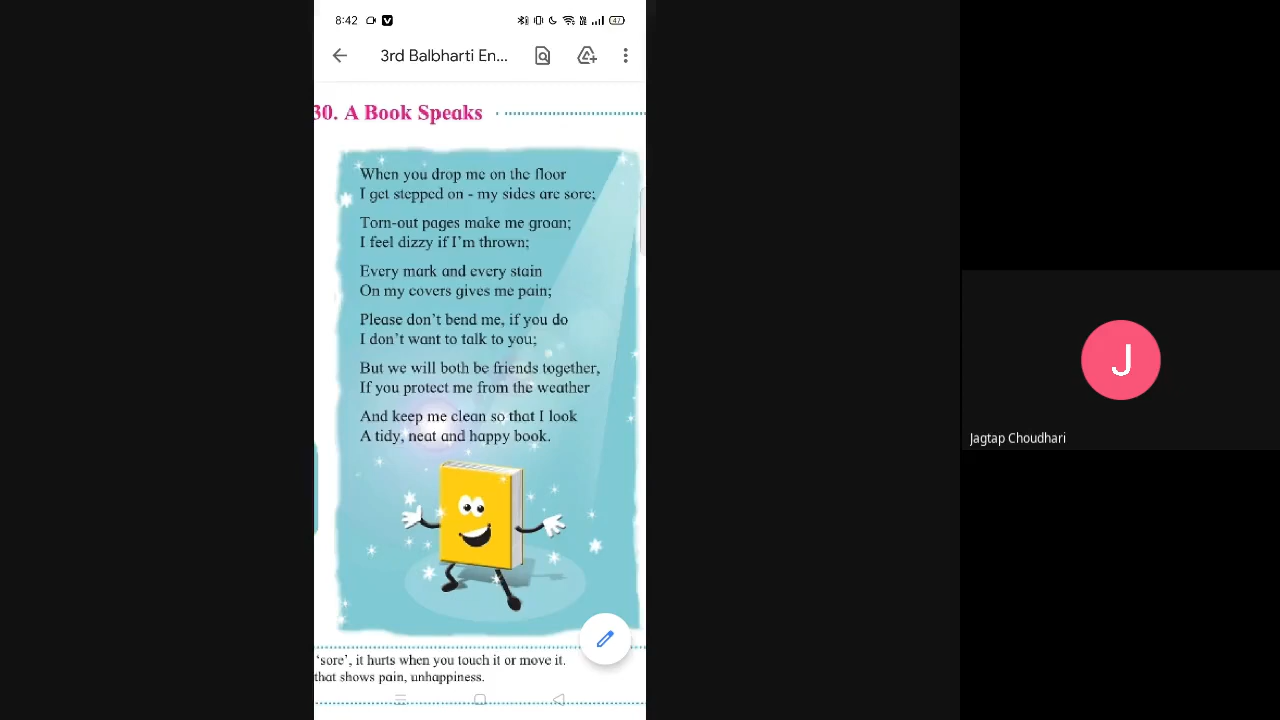 8:42
47
3rd Balbharti En...
30. A Book Speaks
When you drop me on the floor
I get stepped on - my sides are sore;
Torn-out pages make me groan;
I feel dizzy if I'm thrown;
Every mark and every stain
On my covers gives me pain;
Please don't bend me, if you do
I don't want to talk to you;
But we will both be friends together,
If you protect me from the weather
And keep me clean so that I look
A tidy, neat and happy book.
J
Jagtap Choudhari
'sore', it hurts when you touch it or move it.
that shows pain, unhappiness.